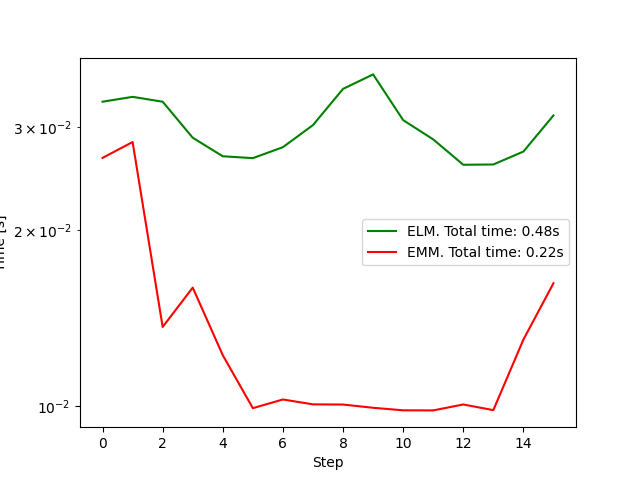 3 × 10⁻²
2 × 10⁻²
10⁻²
Time [s]
ELM. Total time: 0.48s
EMM. Total time: 0.22s
0 2 4 6 8 10 12 14
Step